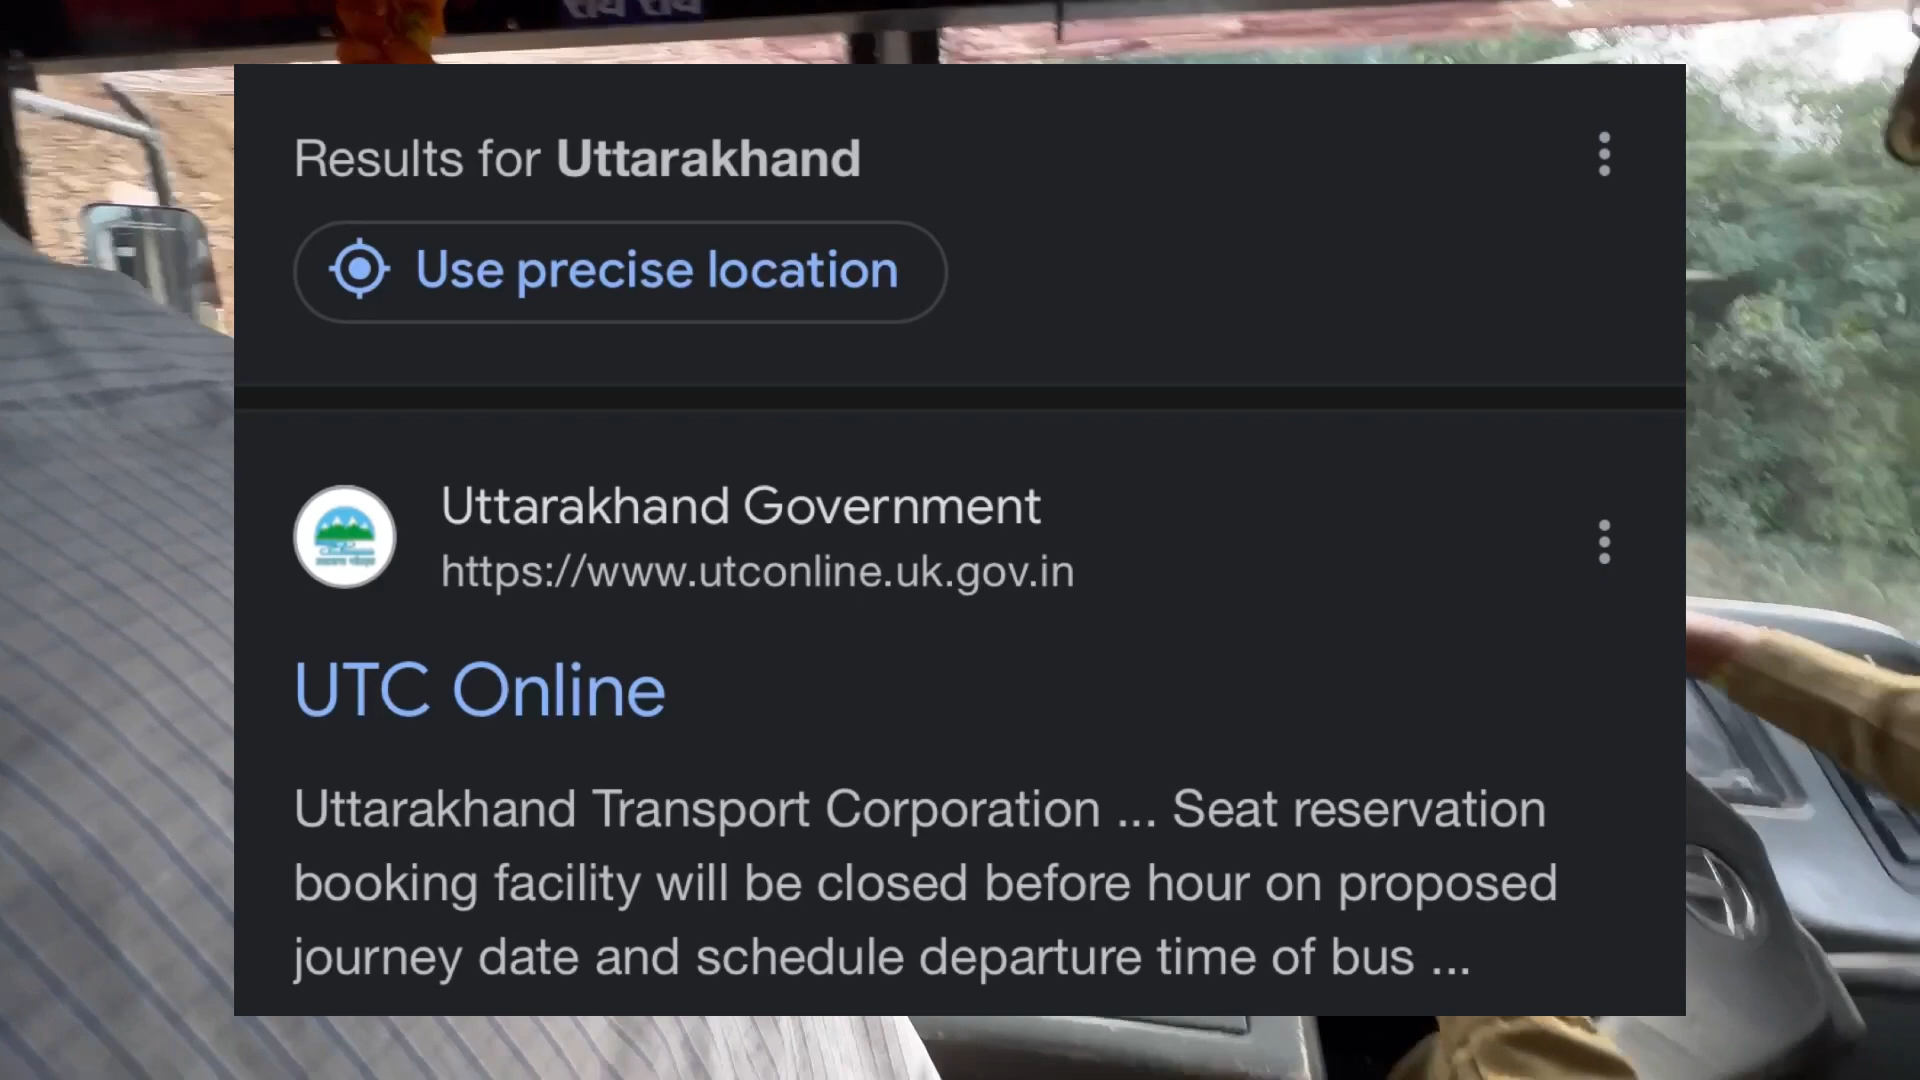 Results for Uttarakhand
Use precise location
Uttarakhand Government
https://www.utconline.uk.gov.in
UTC Online
Uttarakhand Transport Corporation ... Seat reservation
booking facility will be closed before hour on proposed
journey date and schedule departure time of bus ...